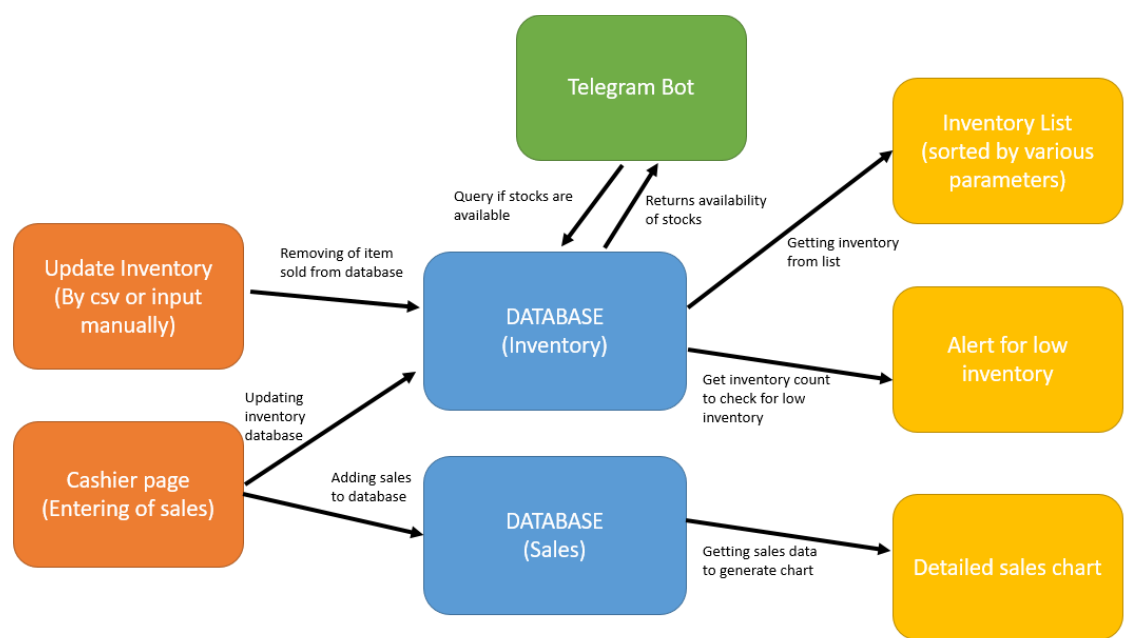 Telegram Bot
Inventory List
(sorted by various
parameters)
Query if stocks are
available
Returns availability
of stocks
Update Inventory
(By csv or input
manually)
Removing of item
sold from database
DATABASE
(Inventory)
Getting inventory
from list
Alert for low
inventory
Get inventory count
to check for low
inventory
Updating
inventory
database
Cashier page
(Entering of sales)
Adding sales
to database
DATABASE
(Sales)
Getting sales data
to generate chart
Detailed sales chart